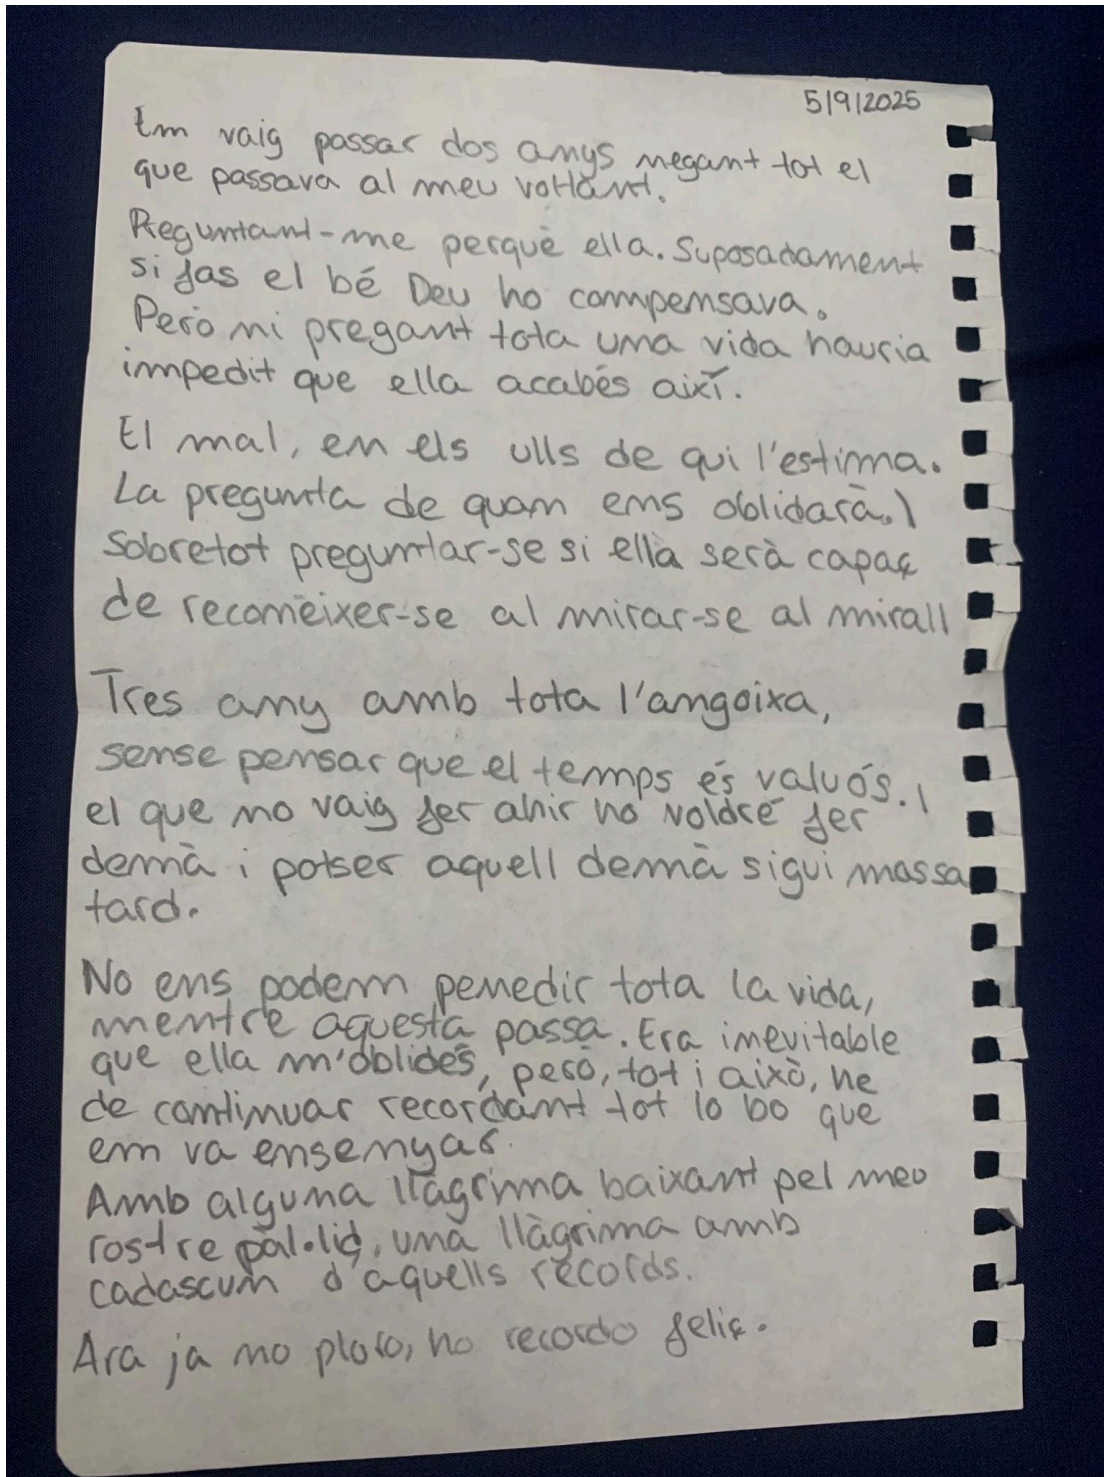 5/9/2025
Em vaig passar dos anys negant tot el
que passava al meu voltant.
Preguntant-me perquè ella. Suposadament
si fas el bé Deu ho compensava.
Però ni pregant tota una vida hauria
impedit que ella acabés així.
El mal, en els ulls de qui l'estima.
La pregunta de quan ens oblidarà. I
sobretot preguntar-se si ella serà capaç
de reconèixer-se al mirar-se al mirall
Tres any amb tota l'angoixa,
sense pensar que el temps és valuós. I
el que no vaig fer ahir ho voldré fer
demà i potser aquell demà sigui massa
tard.
No ens podem penedir tota la vida,
mentre aquesta passa. Era inevitable
que ella m'oblidés, però, tot i això, he
de continuar recordant tot lo bo que
em va ensenyar.
Amb alguna llàgrima baixant pel meu
rostre pàl·lid, una llàgrima amb
cadascun d'aquells records.
Ara ja no ploro, ho recordo feliç.